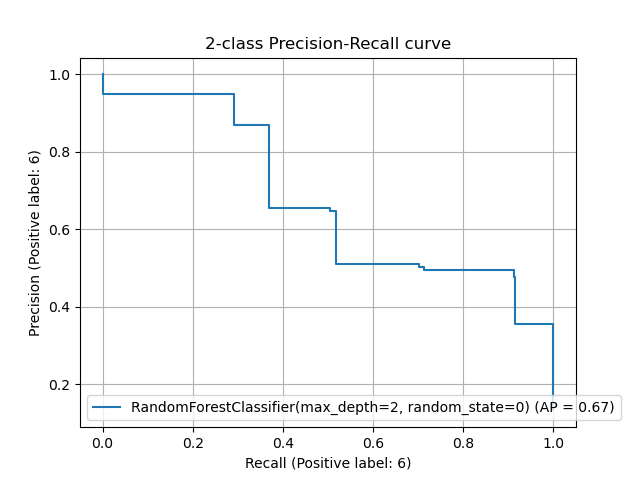 2-class Precision-Recall curve
1.0
0.8
0.6
0.4
0.2
Precision (Positive label: 6)
RandomForestClassifier(max_depth=2, random_state=0) (AP = 0.67)
0.0 0.2 0.4 0.6 0.8 1.0
Recall (Positive label: 6)